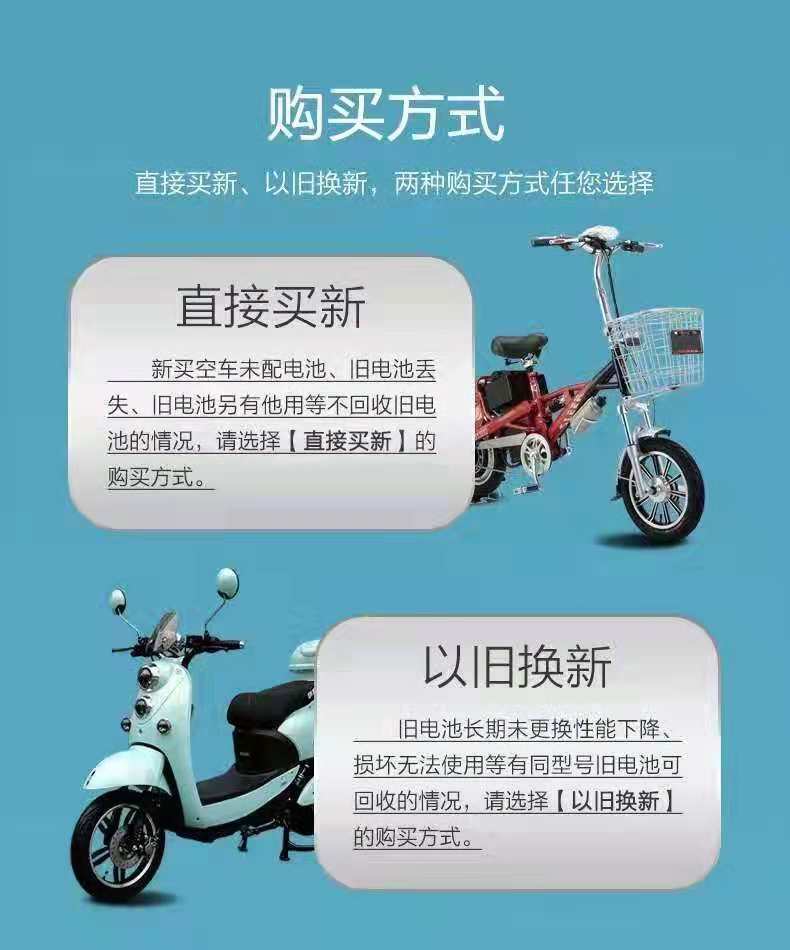 购买方式
直接买新、以旧换新，两种购买方式任您选择
直接买新
新买空车未配电池、旧电池丢
失、旧电池另有他用等不回收旧电
池的情况，请选择【直接买新】的
购买方式。
以旧换新
旧电池长期未更换性能下降、
损坏无法使用等有同型号旧电池可
回收的情况，请选择【以旧换新】
的购买方式。